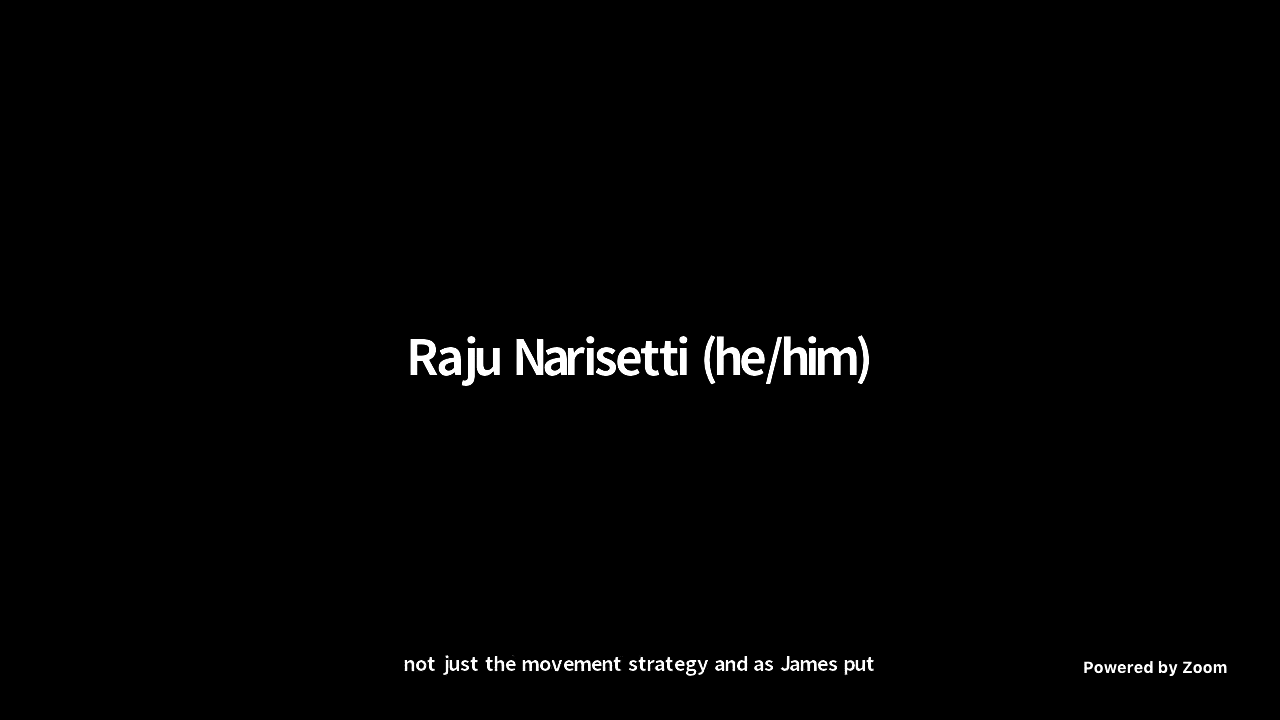 Raju Narisetti (he/him)
not just the movement strategy and as James put
Powered by Zoom